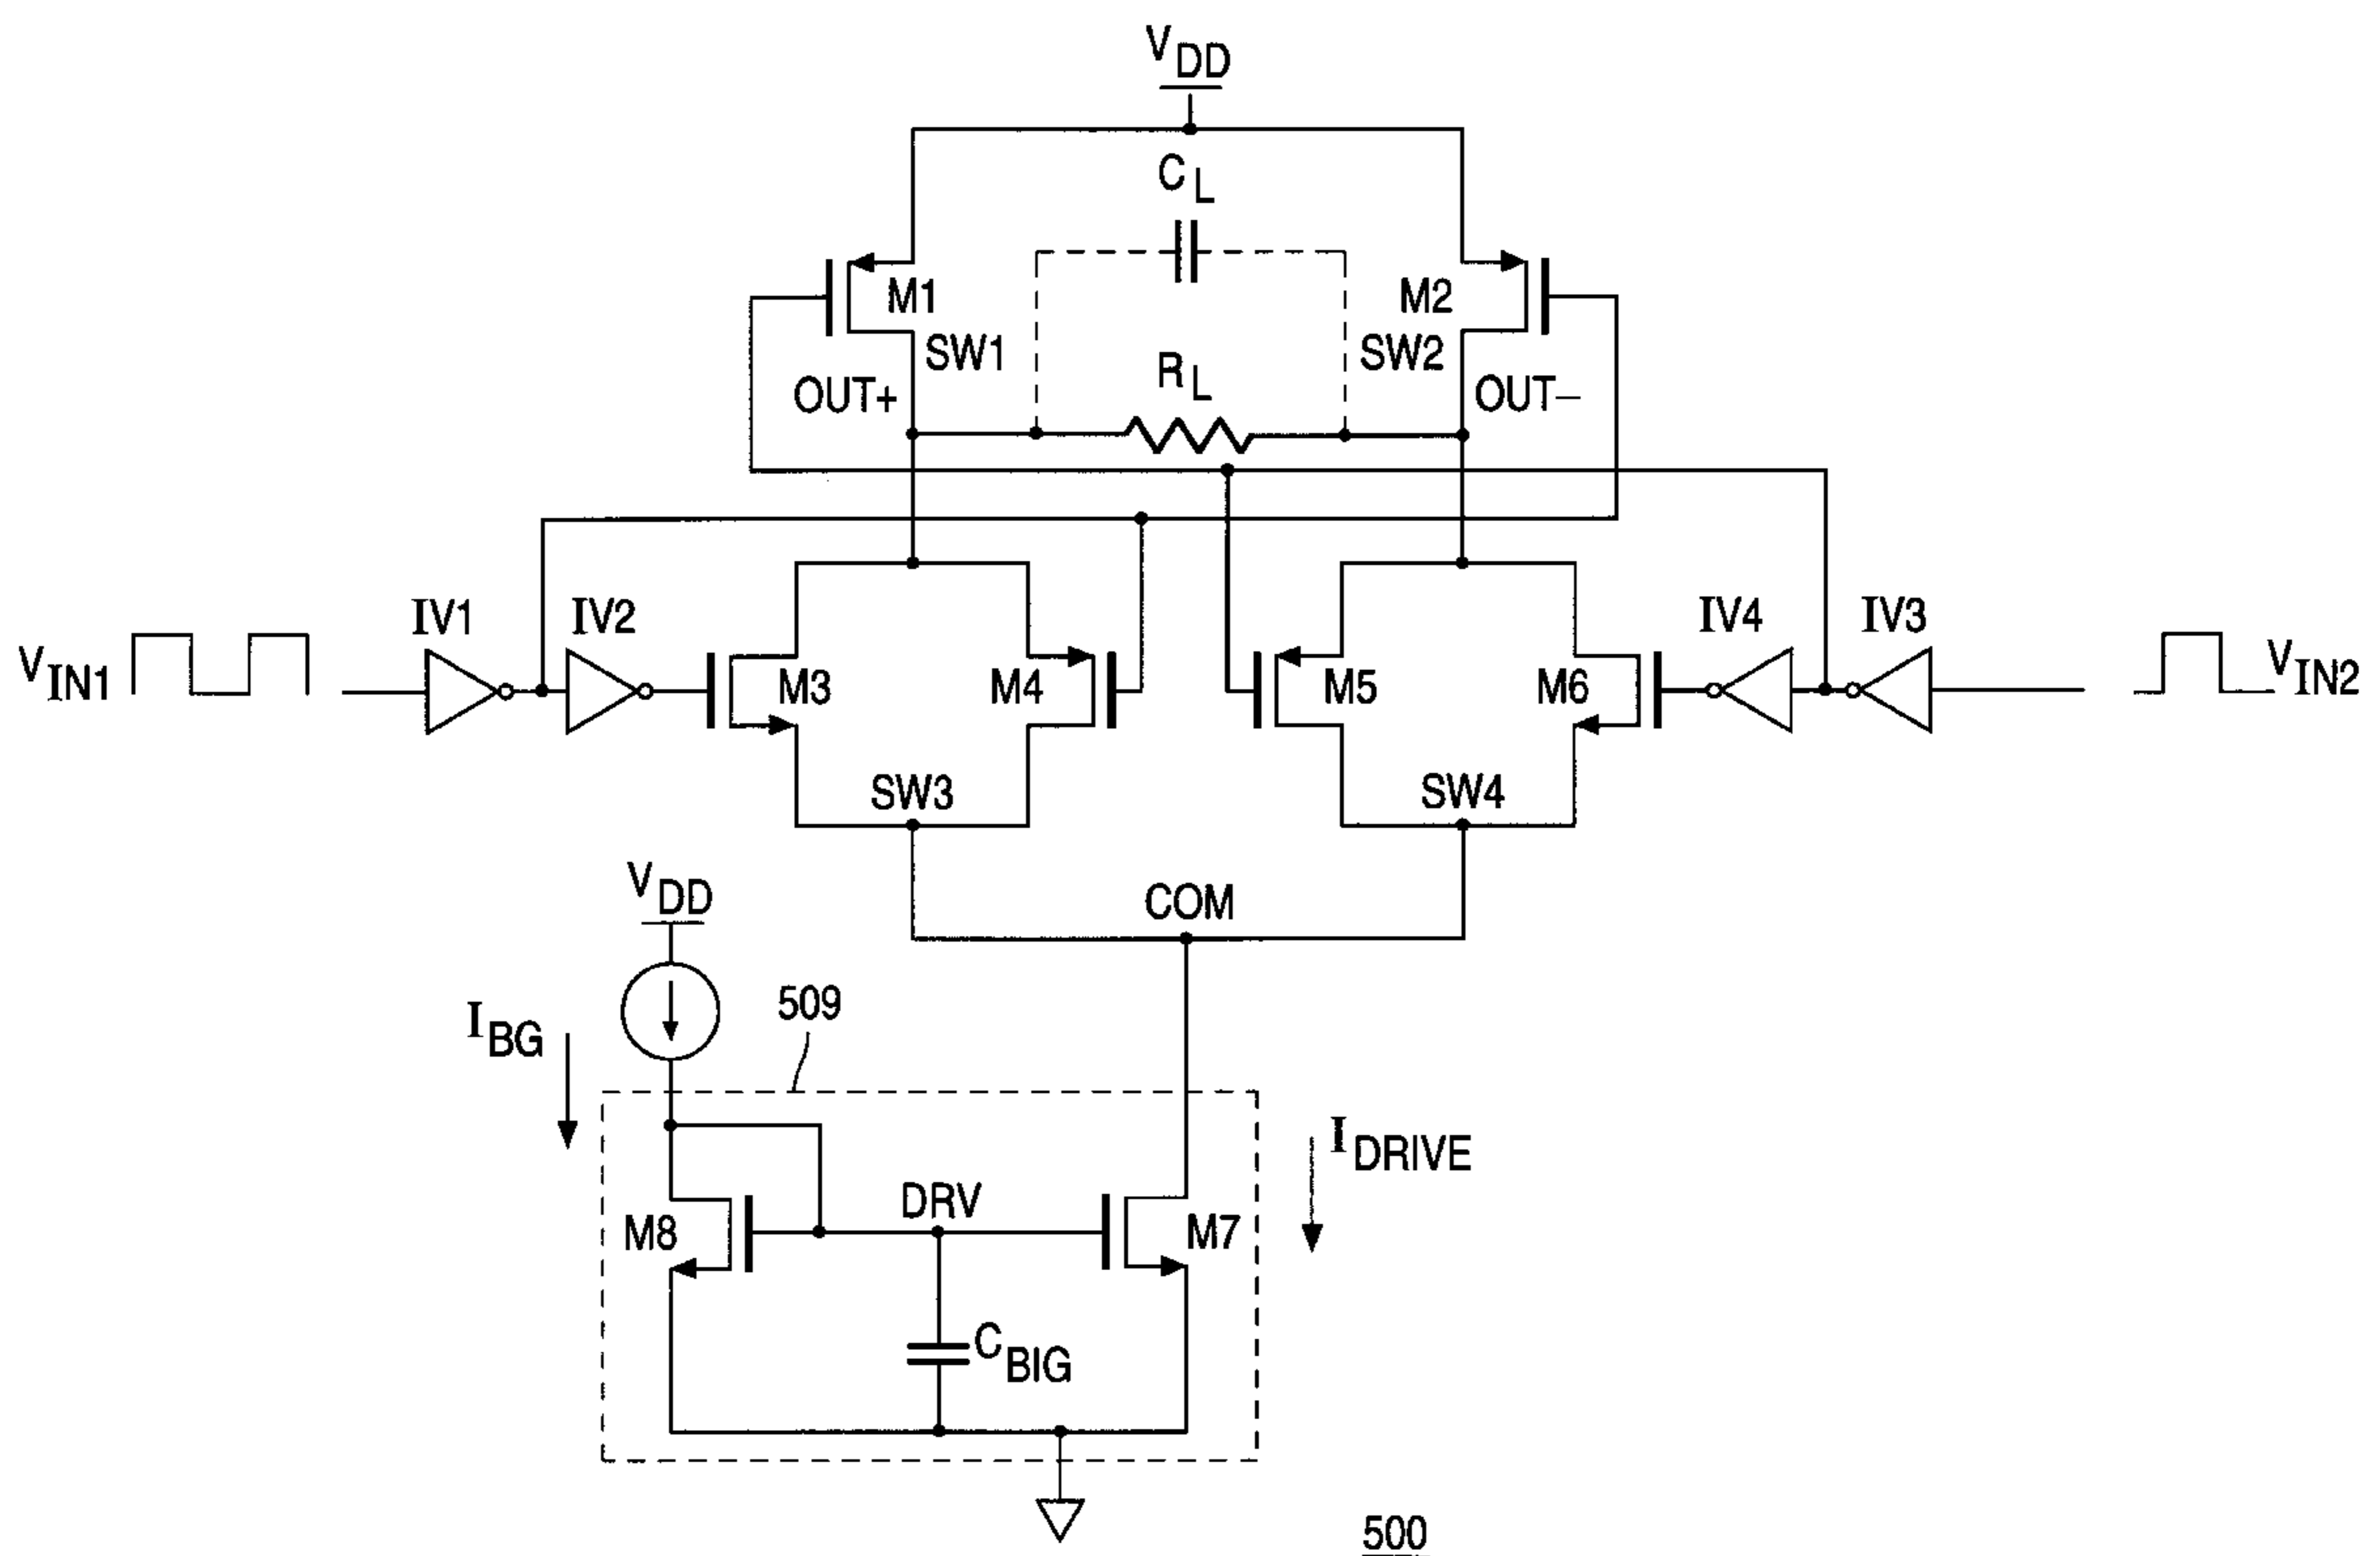 VDD
CL
M1
M2
SW1
SW2
RL
OUT+
OUT−
IV1
IV2
IV4
IV3
VIN1
M3
M4
M5
M6
VIN2
SW3
SW4
VDD
COM
IBG
509
IDRIVE
DRV
M8
M7
CBIG
500